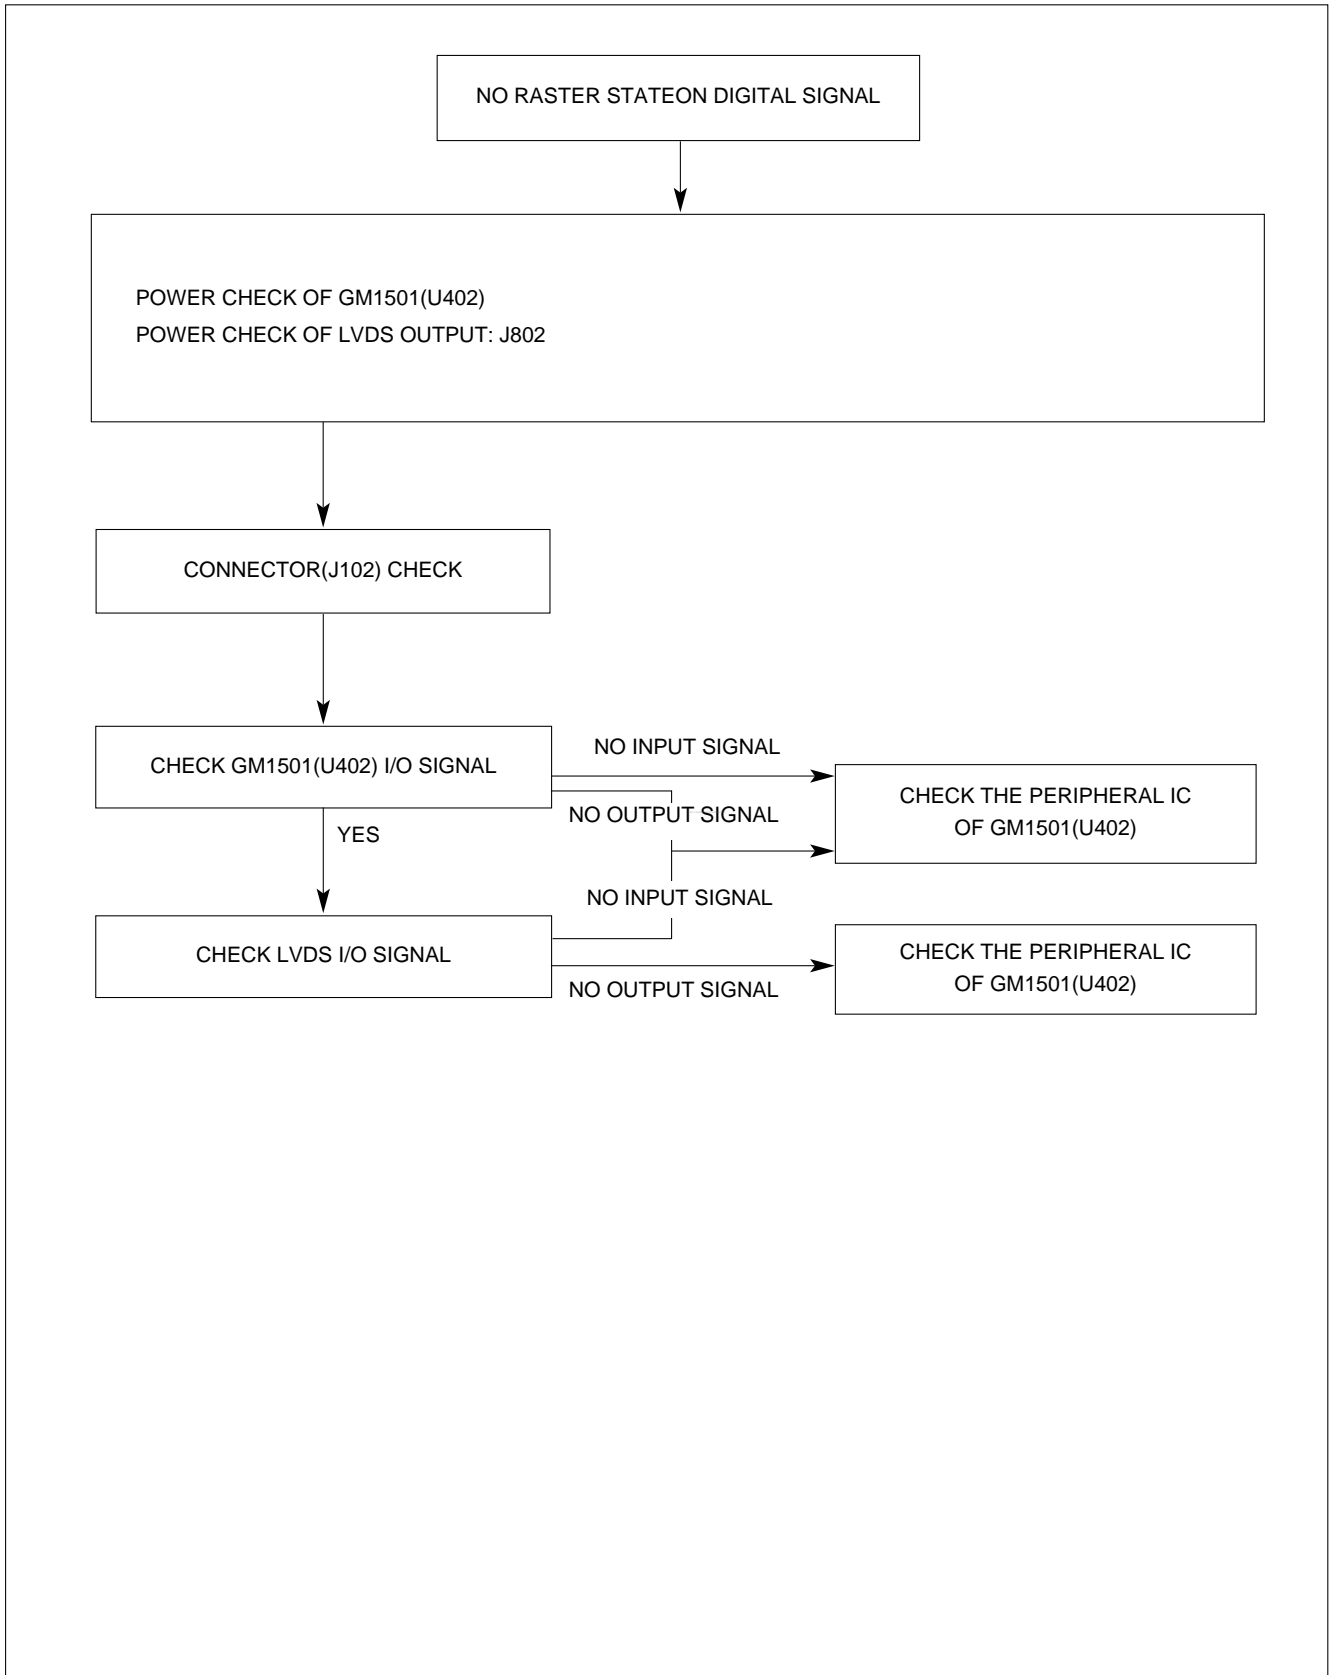 NO RASTER STATEON DIGITAL SIGNAL
POWER CHECK OF GM1501(U402)
POWER CHECK OF LVDS OUTPUT: J802
CONNECTOR(J102) CHECK
CHECK GM1501(U402) I/O SIGNAL
NO INPUT SIGNAL
CHECK THE PERIPHERAL IC
OF GM1501(U402)
NO OUTPUT SIGNAL
YES
NO INPUT SIGNAL
CHECK LVDS I/O SIGNAL
CHECK THE PERIPHERAL IC
OF GM1501(U402)
NO OUTPUT SIGNAL